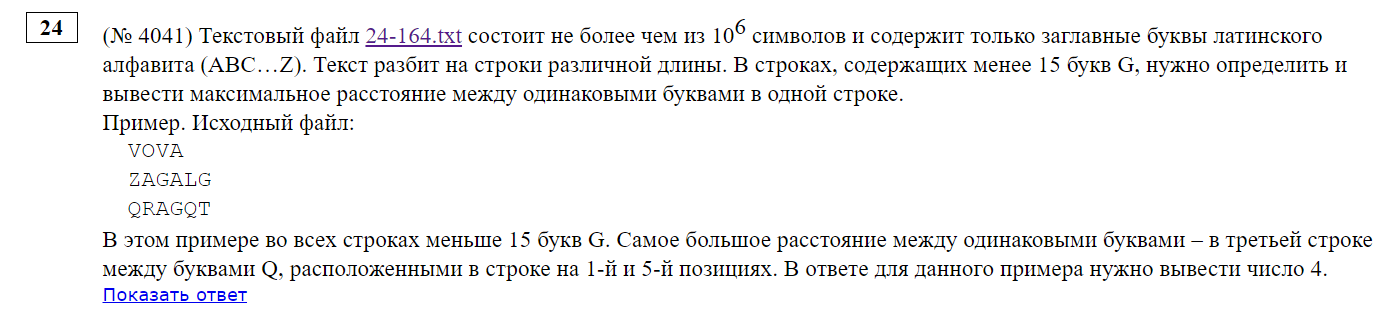 24
(№ 4041) Текстовый файл 24-164.txt состоит не более чем из 10⁶ символов и содержит только заглавные буквы латинского
алфавита (ABC…Z). Текст разбит на строки различной длины. В строках, содержащих менее 15 букв G, нужно определить и
вывести максимальное расстояние между одинаковыми буквами в одной строке.
Пример. Исходный файл:
VOVA
ZAGALG
QRAGQT
В этом примере во всех строках меньше 15 букв G. Самое большое расстояние между одинаковыми буквами – в третьей строке
между буквами Q, расположенными в строке на 1-й и 5-й позициях. В ответе для данного примера нужно вывести число 4.
Показать ответ